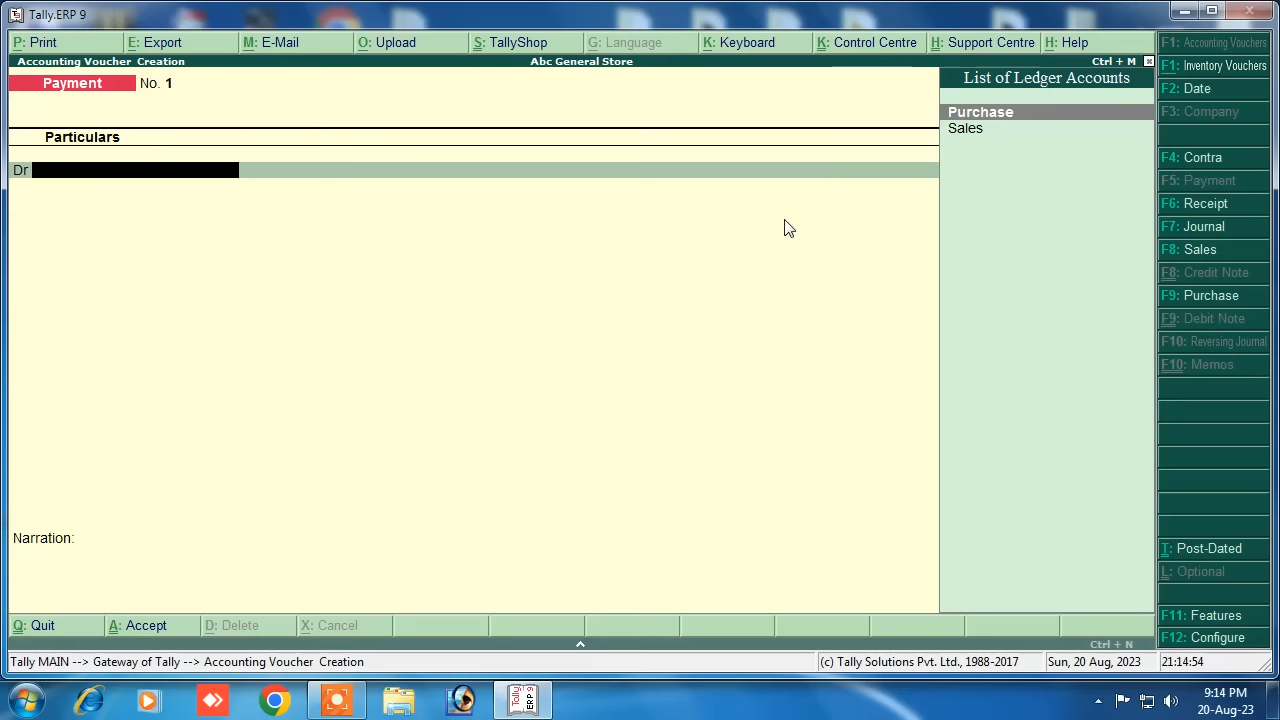 Tally.ERP 9
P: Print
E: Export
M: E-Mail
O: Upload
S: TallyShop
G: Language
K: Keyboard
K: Control Centre
H: Support Centre
H: Help
Accounting Voucher Creation
Abc General Store
Ctrl + M
Payment No. 1
Particulars
Dr
Narration:
List of Ledger Accounts
Purchase
Sales
F1: Accounting Vouchers
F1: Inventory Vouchers
F2: Date
F3: Company
F4: Contra
F5: Payment
F6: Receipt
F7: Journal
F8: Sales
F8: Credit Note
F9: Purchase
F9: Debit Note
F10: Reversing Journal
F10: Memos
T: Post-Dated
L: Optional
F11: Features
F12: Configure
Q: Quit
A: Accept
D: Delete
X: Cancel
Ctrl + N
Tally MAIN --> Gateway of Tally --> Accounting Voucher Creation
(c) Tally Solutions Pvt. Ltd., 1988-2017
Sun, 20 Aug, 2023
21:14:54
Tally
ERP 9
9:14 PM
20-Aug-23